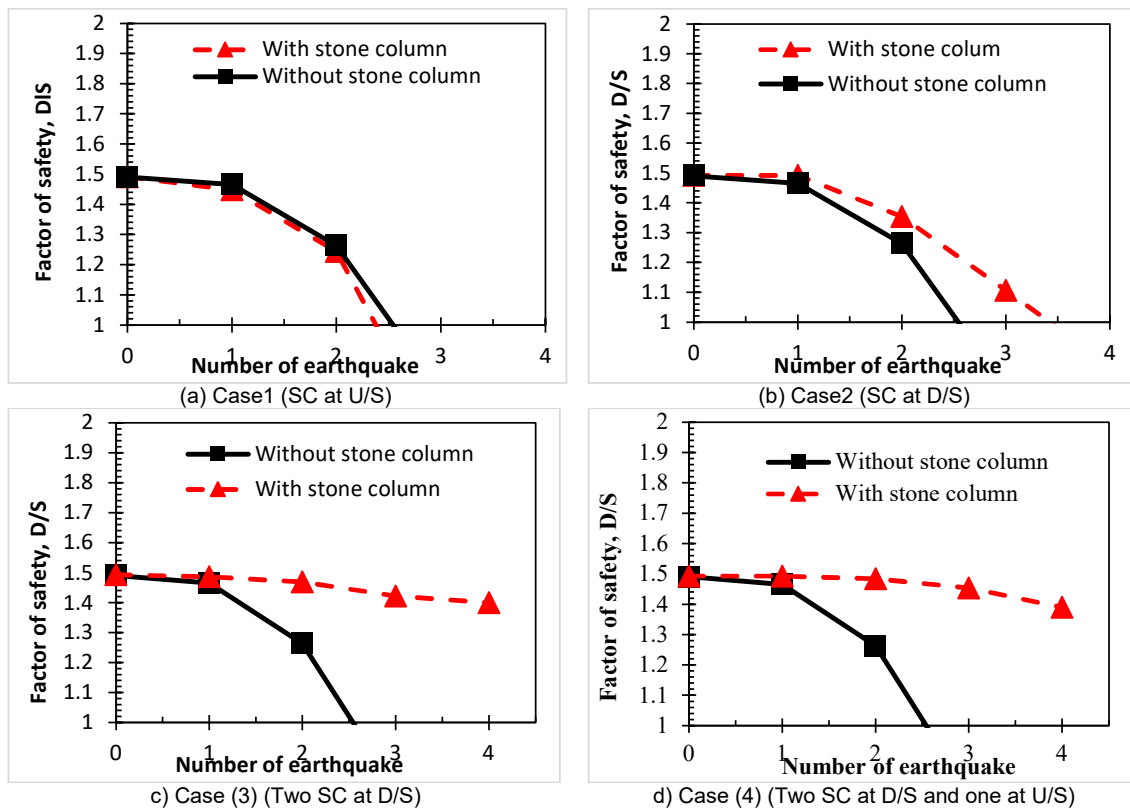 2
1.9
1.8
1.7
1.6
1.5
1.4
1.3
1.2
1.1
1
Factor of safety, DIS
With stone column
Without stone column
0 1 2 3 4
Number of earthquake
(a) Case1 (SC at U/S)
2
1.9
1.8
1.7
1.6
1.5
1.4
1.3
1.2
1.1
1
Factor of safety, D/S
With stone colum
Without stone column
0 1 2 3 4
Number of earthquake
(b) Case2 (SC at D/S)
2
1.9
1.8
1.7
1.6
1.5
1.4
1.3
1.2
1.1
1
Factor of safety, D/S
Without stone column
With stone column
0 1 2 3 4
Number of earthquake
c) Case (3) (Two SC at D/S)
2
1.9
1.8
1.7
1.6
1.5
1.4
1.3
1.2
1.1
1
Factor of safety, D/S
Without stone column
With stone column
0 1 2 3 4
Number of earthquake
d) Case (4) (Two SC at D/S and one at U/S)